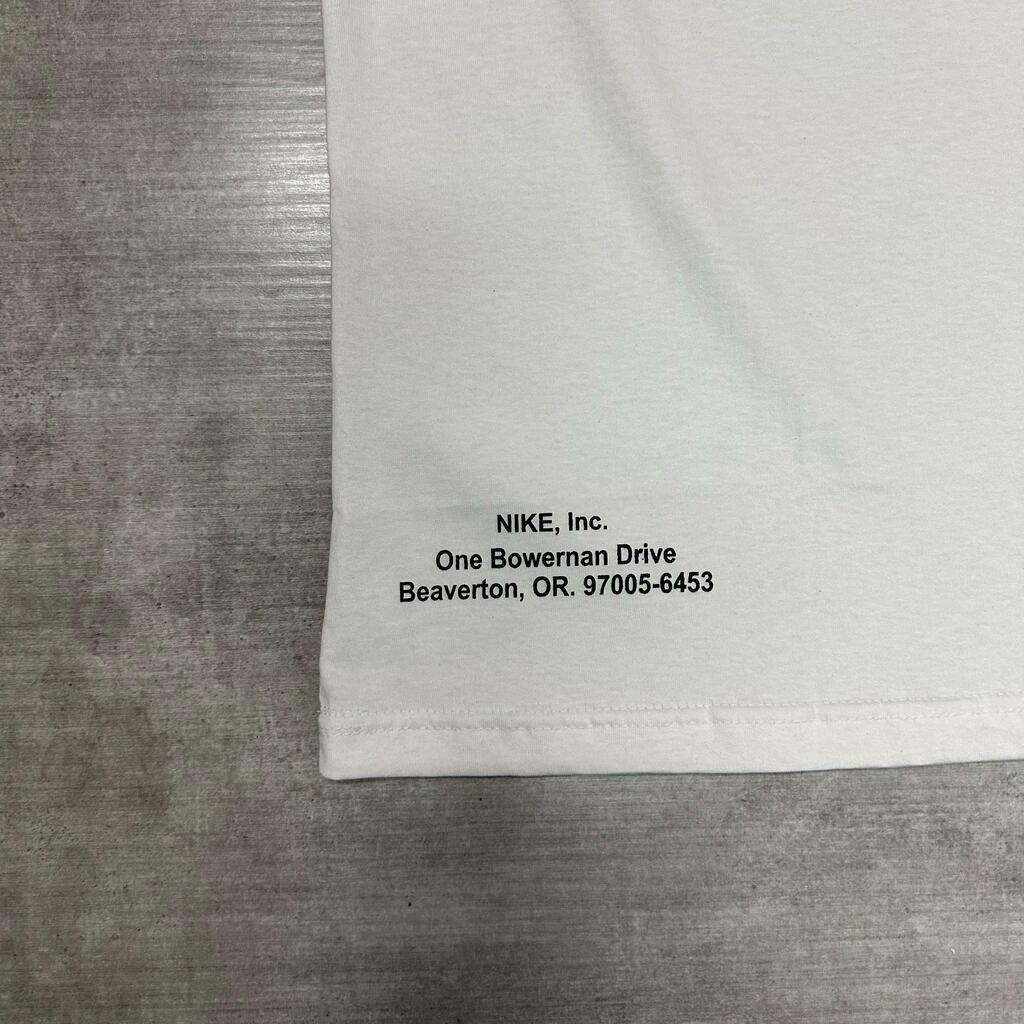 NIKE, Inc.
One Bowernan Drive
Beaverton, OR. 97005-6453